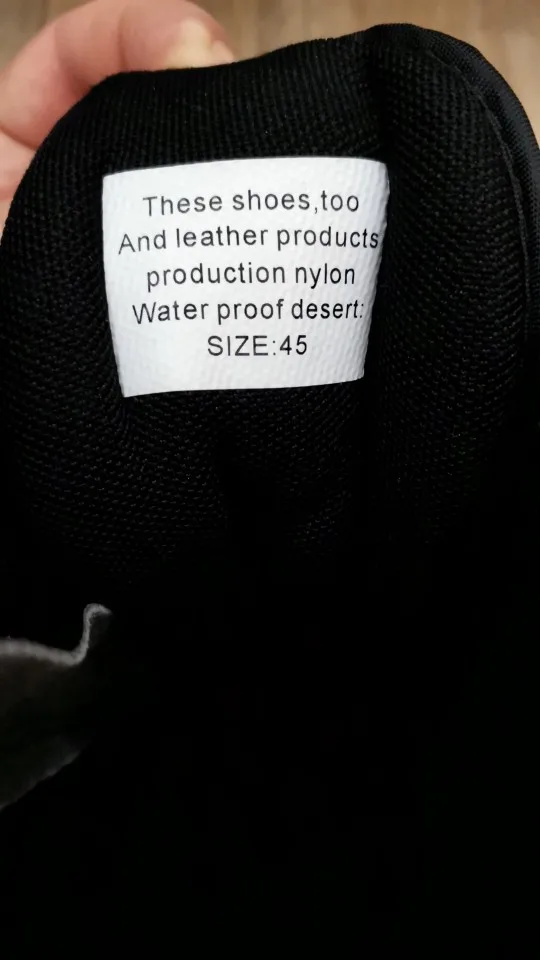 These shoes,too
And leather products
production nylon
Water proof desert:
SIZE:45